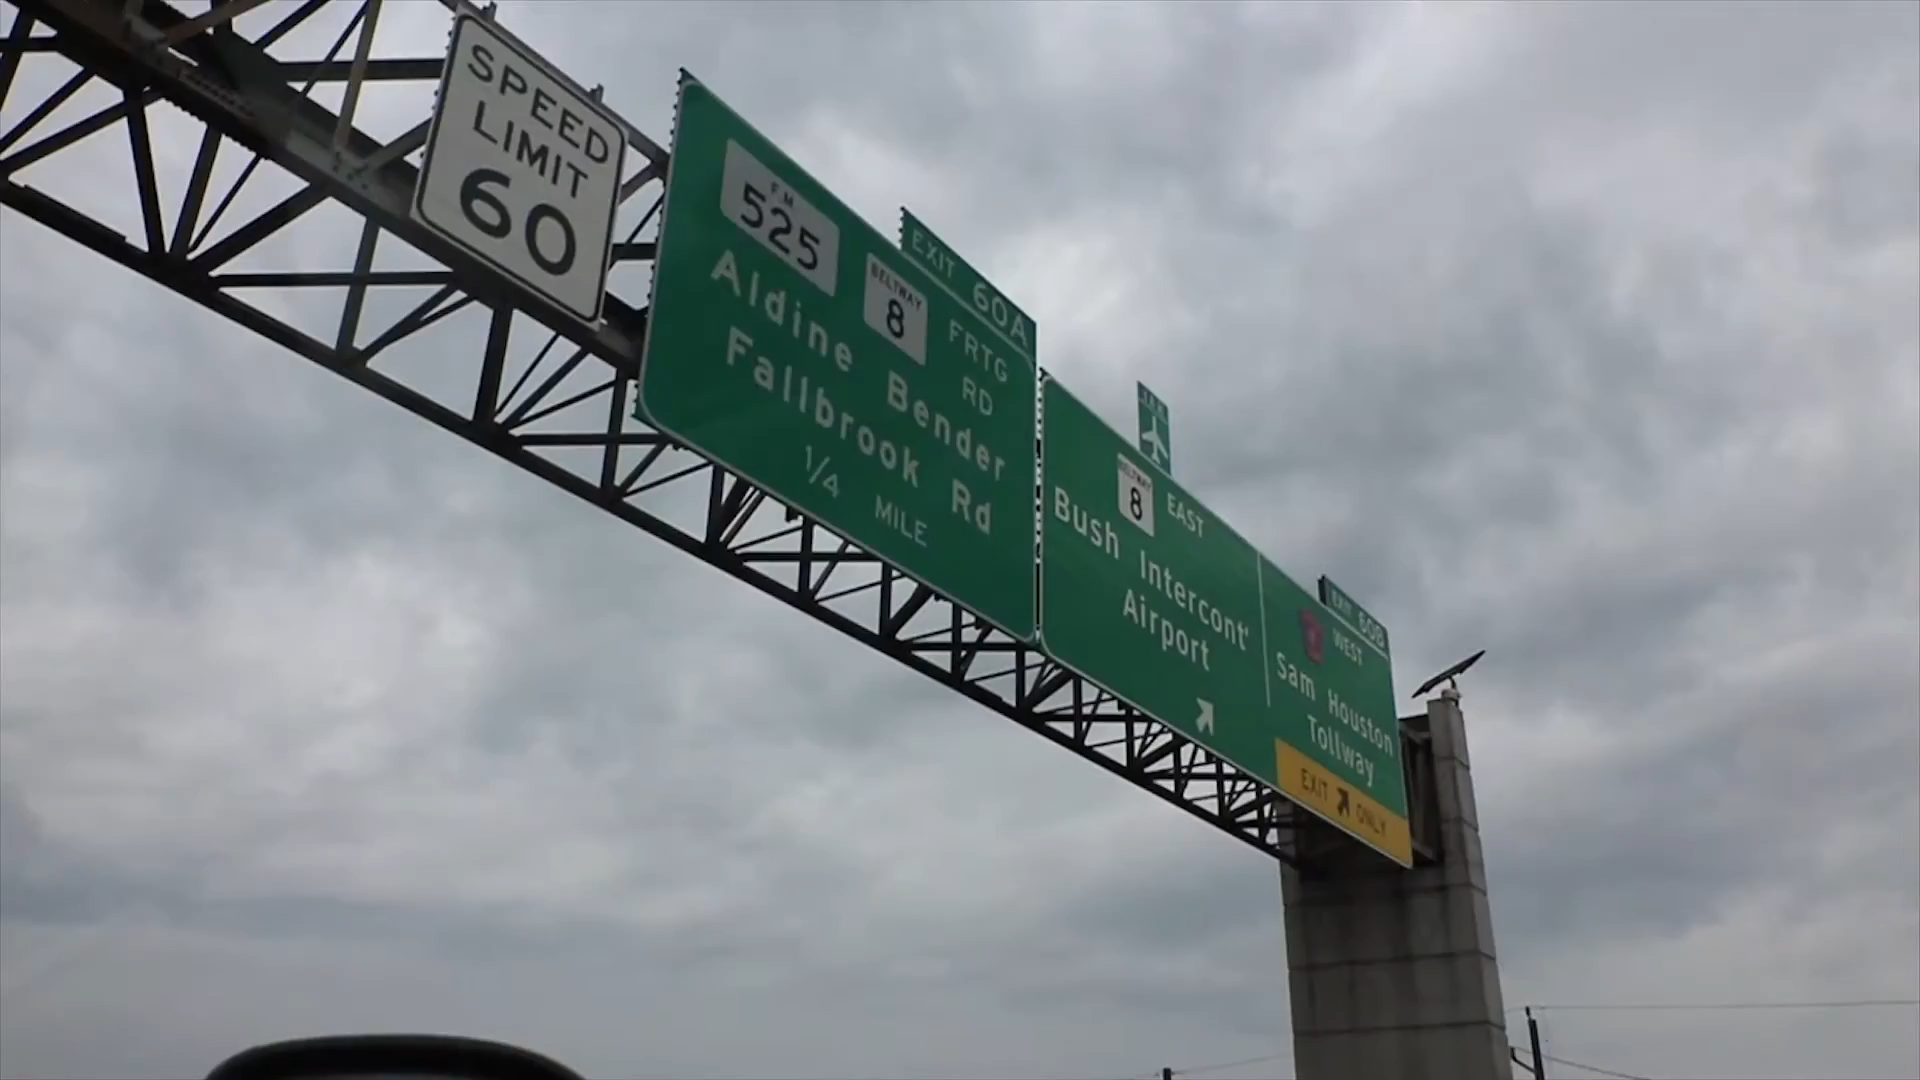 SPEED
LIMIT
60
EXIT 60A
FM
525
BELTWAY
8
FRTG
RD
Aldine Bender
Fallbrook Rd
1/4 MILE
BELTWAY
8
EAST
Bush Intercont'
Airport
EXIT 60B
WEST
Sam Houston
Tollway
EXIT ONLY